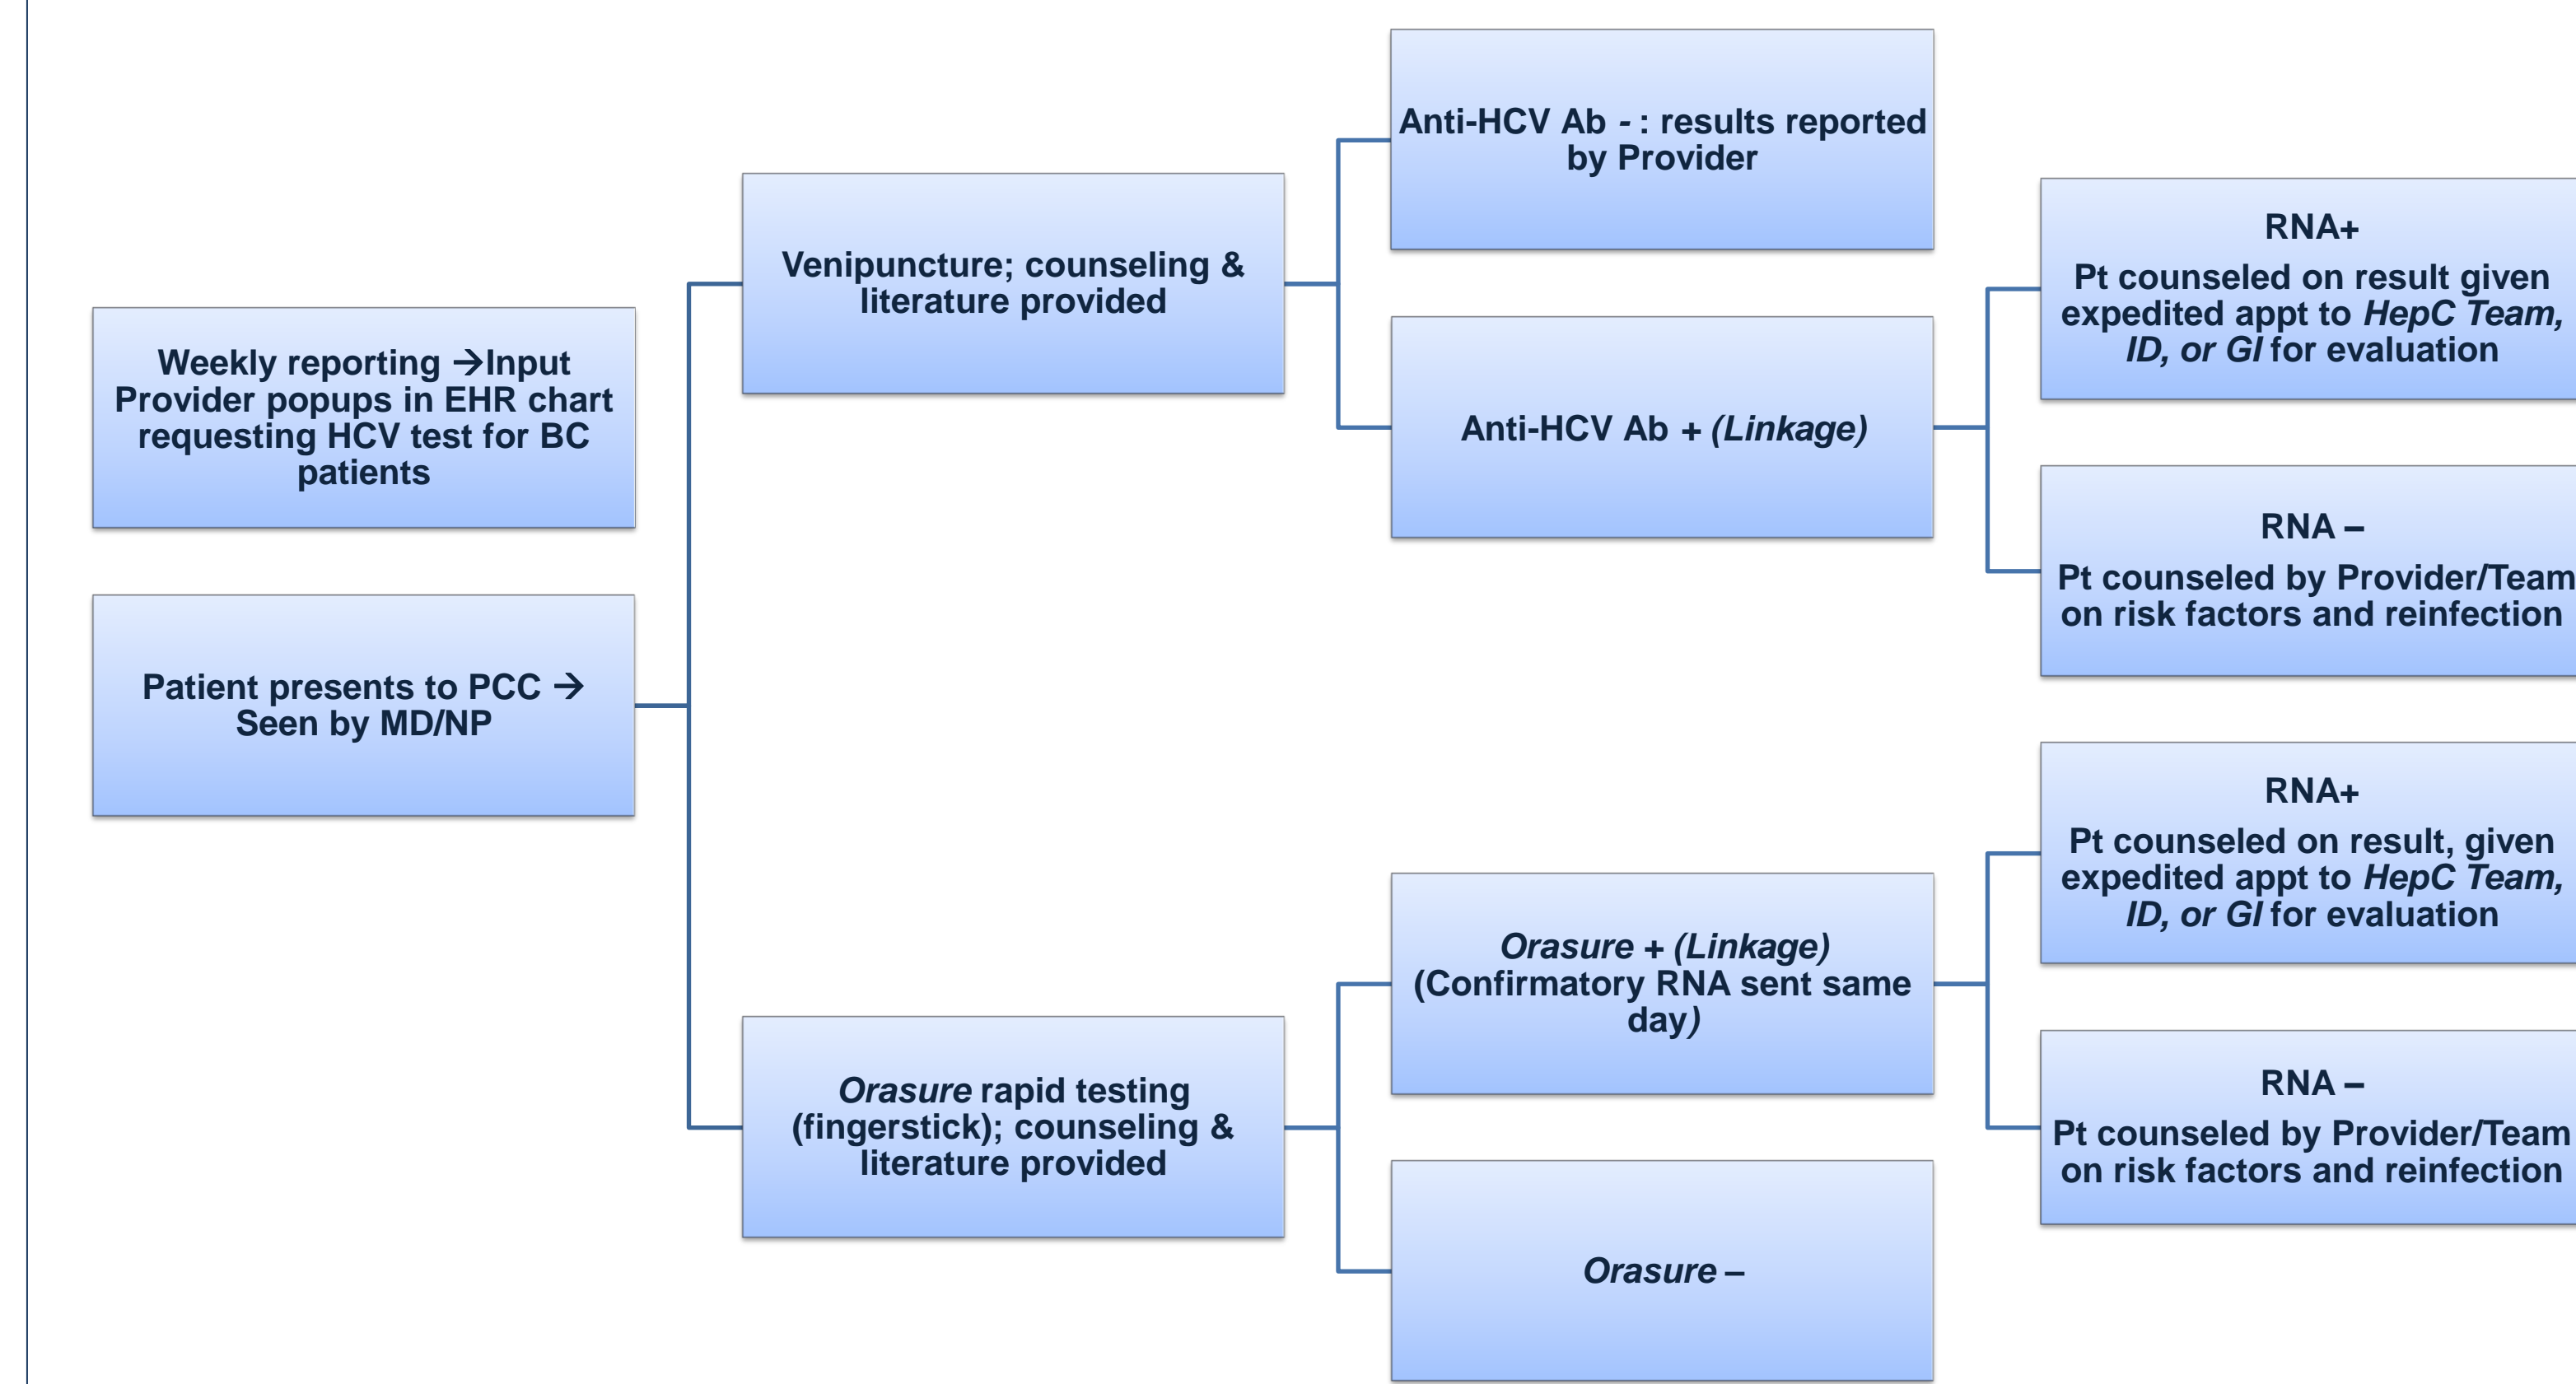 Weekly reporting →Input
Provider popups in EHR chart
requesting HCV test for BC
patients
Patient presents to PCC →
Seen by MD/NP
Venipuncture; counseling &
literature provided
Orasure rapid testing
(fingerstick); counseling &
literature provided
Anti-HCV Ab - : results reported
by Provider
Anti-HCV Ab + (Linkage)
Orasure + (Linkage)
(Confirmatory RNA sent same
day)
Orasure –
RNA+
Pt counseled on result given
expedited appt to HepC Team,
ID, or GI for evaluation
RNA –
Pt counseled by Provider/Team
on risk factors and reinfection
RNA+
Pt counseled on result, given
expedited appt to HepC Team,
ID, or GI for evaluation
RNA –
Pt counseled by Provider/Team
on risk factors and reinfection